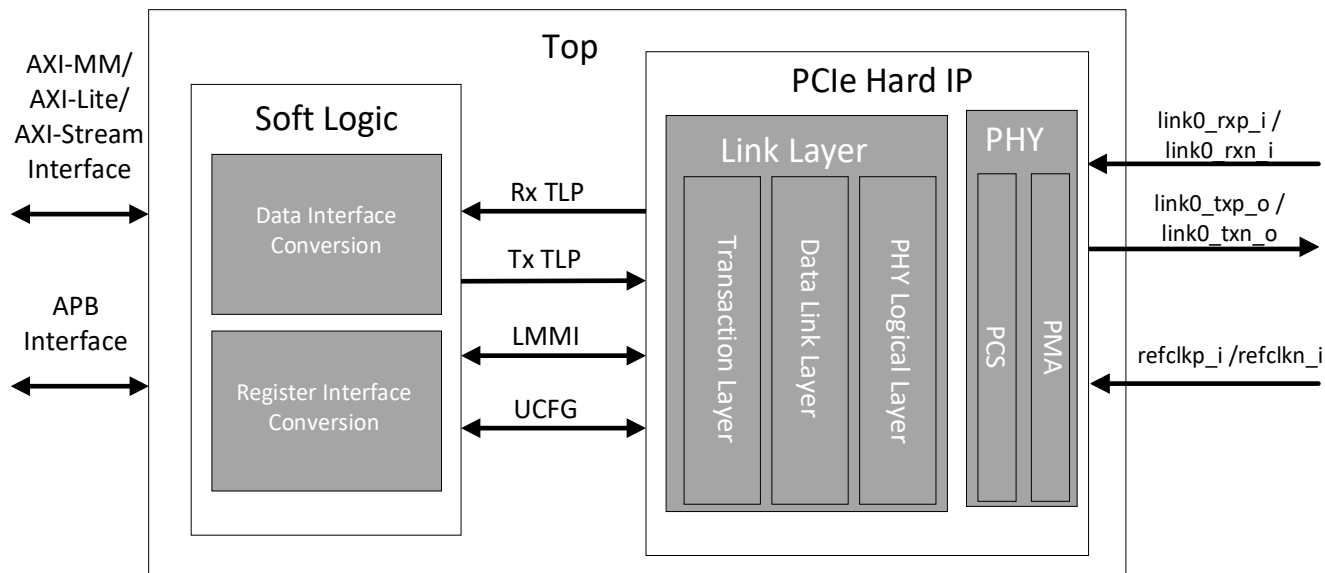 Top
AXI-MM/
AXI-Lite/
AXI-Stream
Interface
APB
Interface
Soft Logic
Data Interface
Conversion
Register Interface
Conversion
Rx TLP
Tx TLP
LMMI
UCFG
PCIe Hard IP
Link Layer
Transaction Layer
Data Link Layer
PHY Logical Layer
PHY
PCS
PMA
link0_rxp_i /
link0_rxn_i
link0_txp_o /
link0_txn_o
refclkp_i /refclkn_i